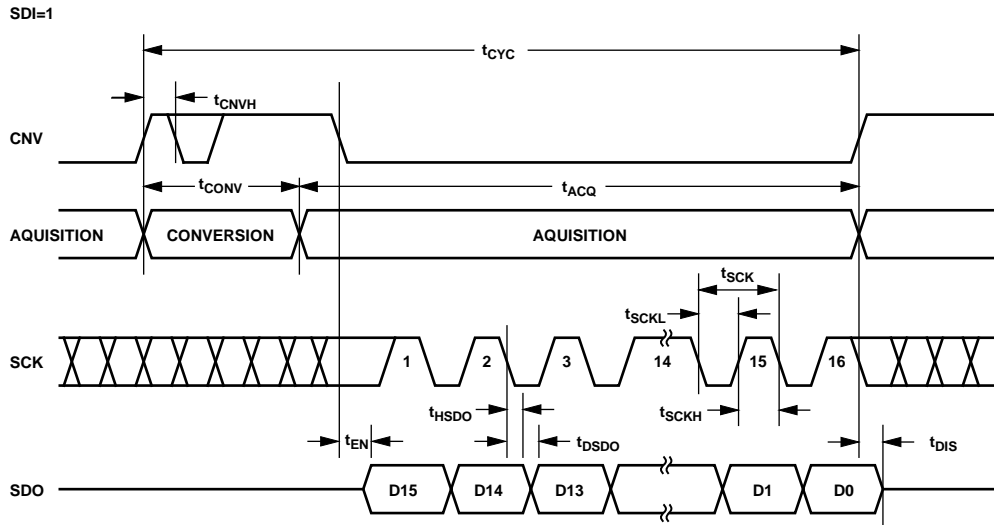 SDI=1
tCYC
tCNVH
CNV
tCONV
tACQ
AQUISITION
CONVERSION
AQUISITION
tSCK
tSCKL
SCK
1
2
3
14
15
16
tHSDO
tSCKH
tEN
tDSDO
tDIS
SDO
D15
D14
D13
D1
D0